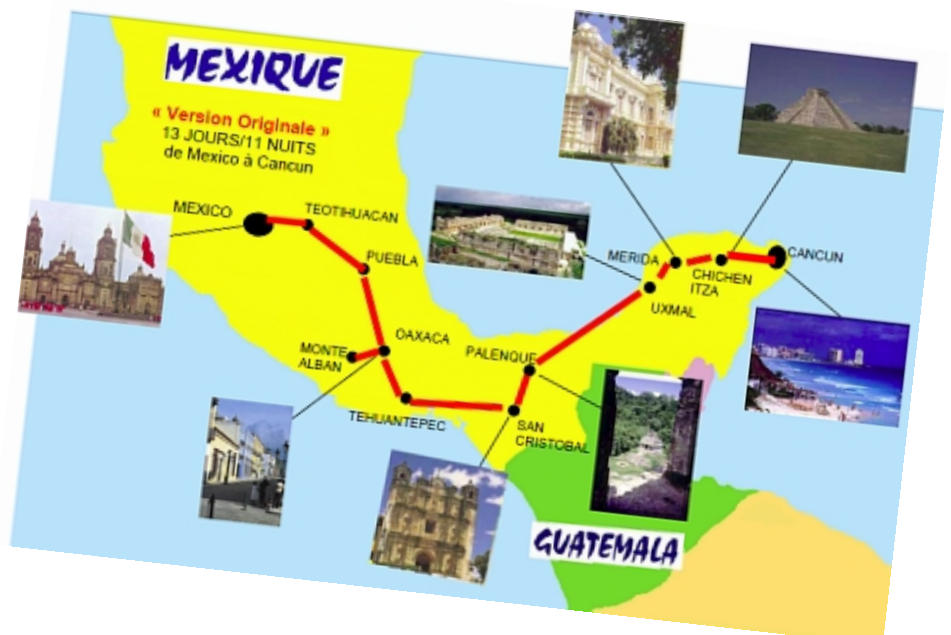 MEXIQUE
« Version Originale »
13 JOURS/11 NUITS
de Mexico à Cancun
MEXICO
TEOTIHUACAN
PUEBLA
MERIDA
CANCUN
CHICHEN
ITZA
UXMAL
OAXACA
MONTE
ALBAN
PALENQUE
TEHUANTEPEC
SAN
CRISTOBAL
GUATEMALA